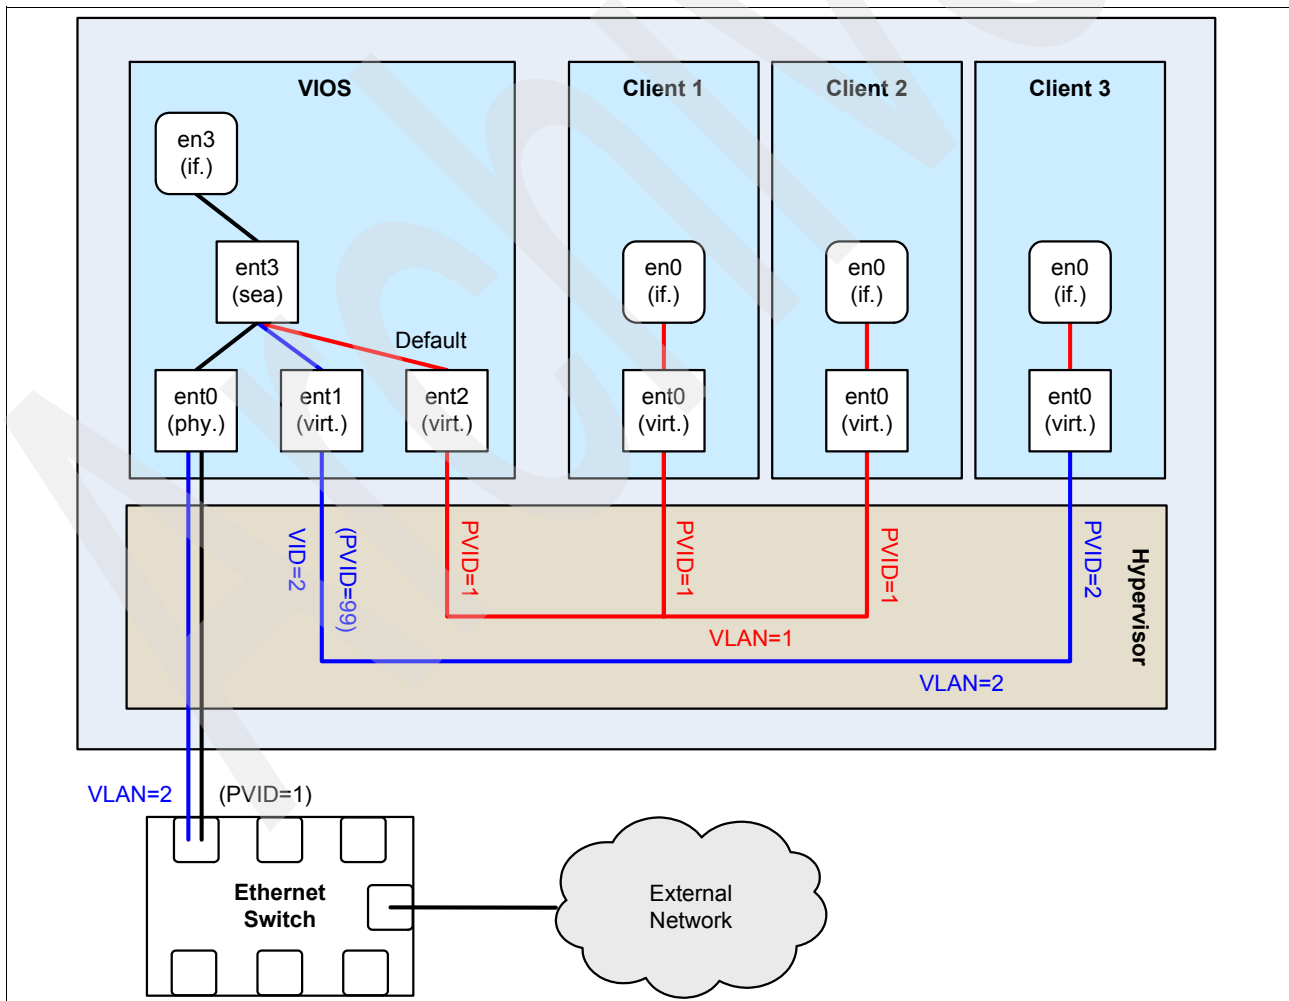 VIOS
Client 1
Client 2
Client 3
en3
(if.)
ent3
(sea)
Default
en0
(if.)
en0
(if.)
en0
(if.)
ent0
(phy.)
ent1
(virt.)
ent2
(virt.)
ent0
(virt.)
ent0
(virt.)
ent0
(virt.)
VID=2
(PVID=99)
PVID=1
PVID=1
PVID=1
PVID=2
Hypervisor
VLAN=1
VLAN=2
VLAN=2
(PVID=1)
Ethernet
Switch
External
Network